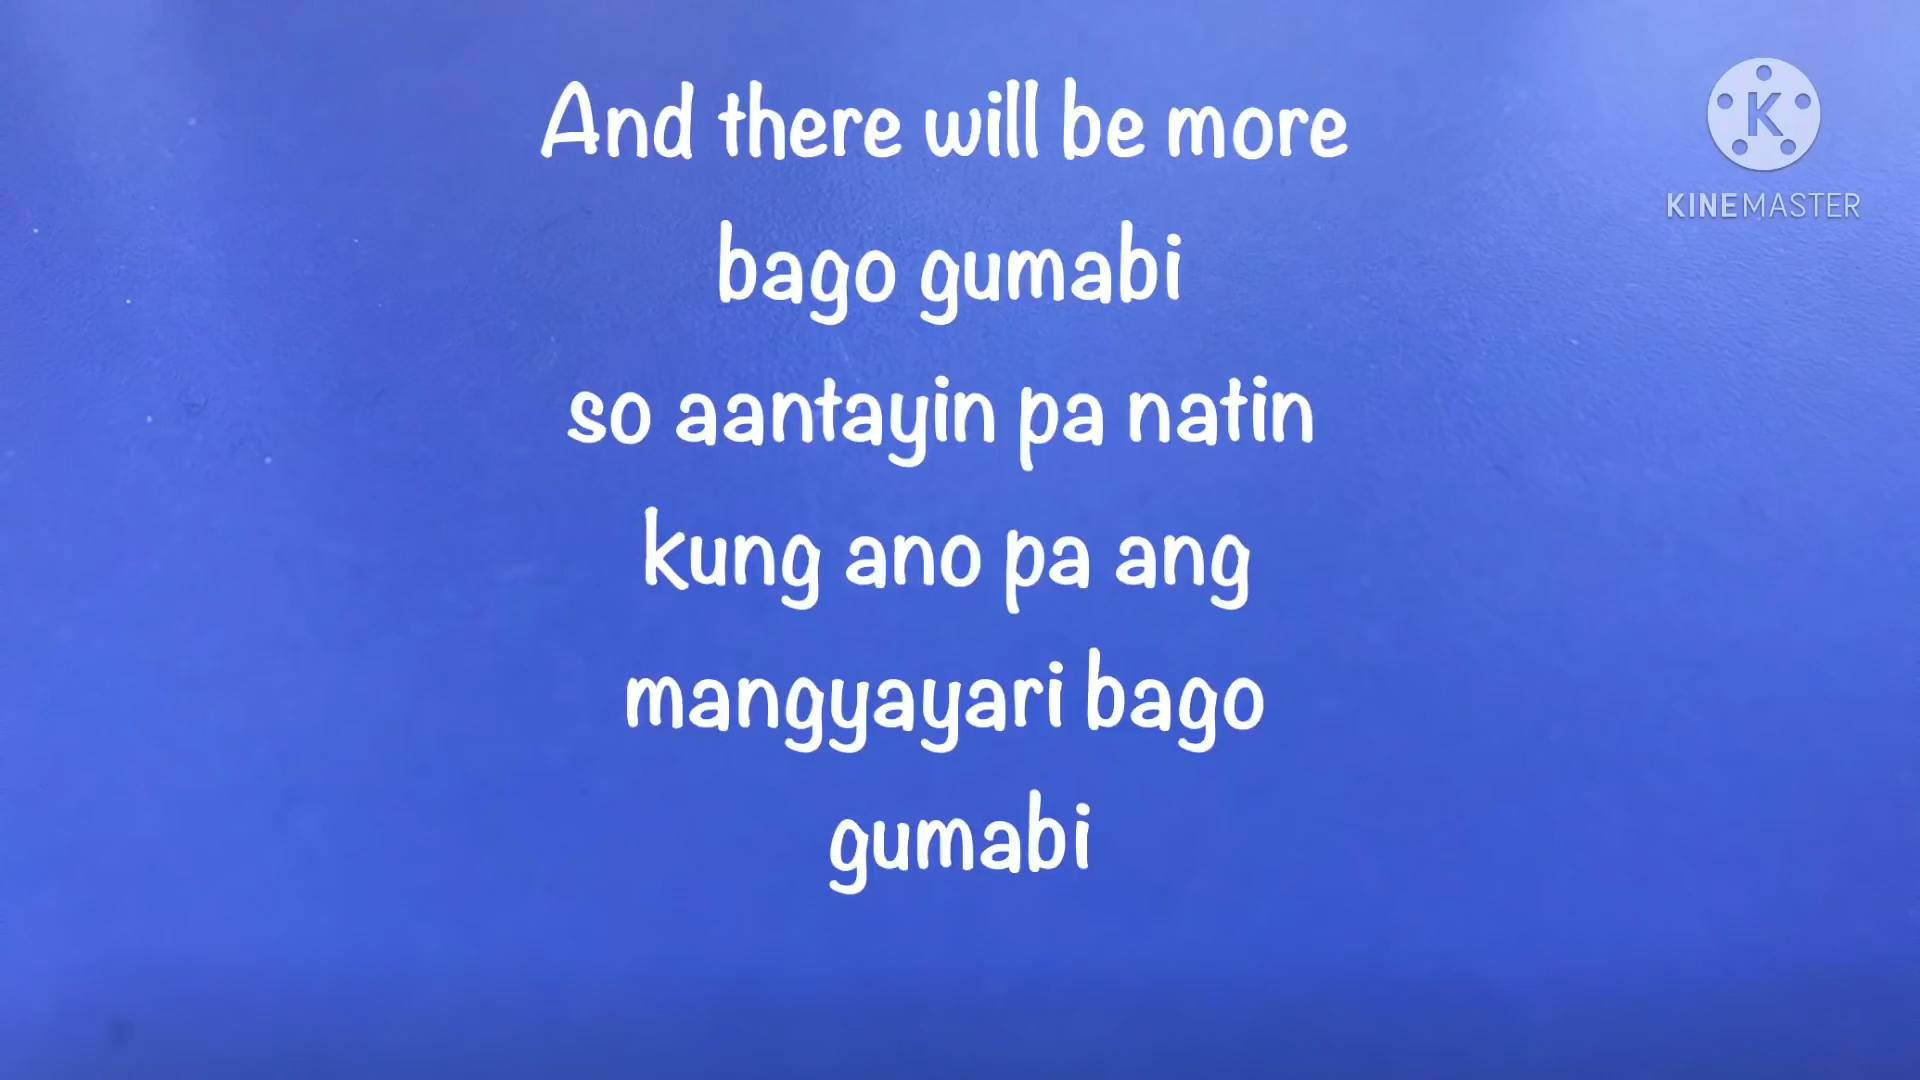 And there will be more
bago gumabi
so aantayin pa natin
kung ano pa ang
mangyayari bago
gumabi
K
KINEMASTER